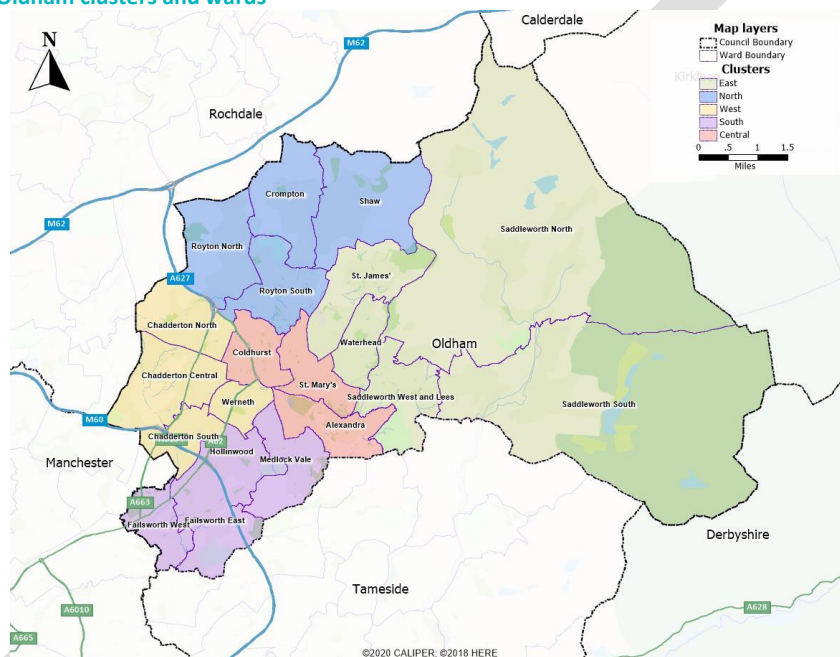 Oldham clusters and wards
Calderdale
N
M62
Map layers
Council Boundary
Ward Boundary
Clusters
East
North
West
South
Central
0 .5 1 1.5
Miles
Rochdale
Crompton
Shaw
M62
Royton North
Saddleworth North
A627
St. James'
Royton South
Chadderton North
Waterhead
Oldham
Coldhurst
Chadderton Central
St. Mary's
Saddleworth West and Lees
Werneth
Saddleworth South
M60
Alexandra
Chadderton South
Hollinwood
Manchester
Medlock Vale
A663
Failsworth West
Failsworth East
Derbyshire
Tameside
A6010
A628
A665
©2020 CALIPER; ©2018 HERE